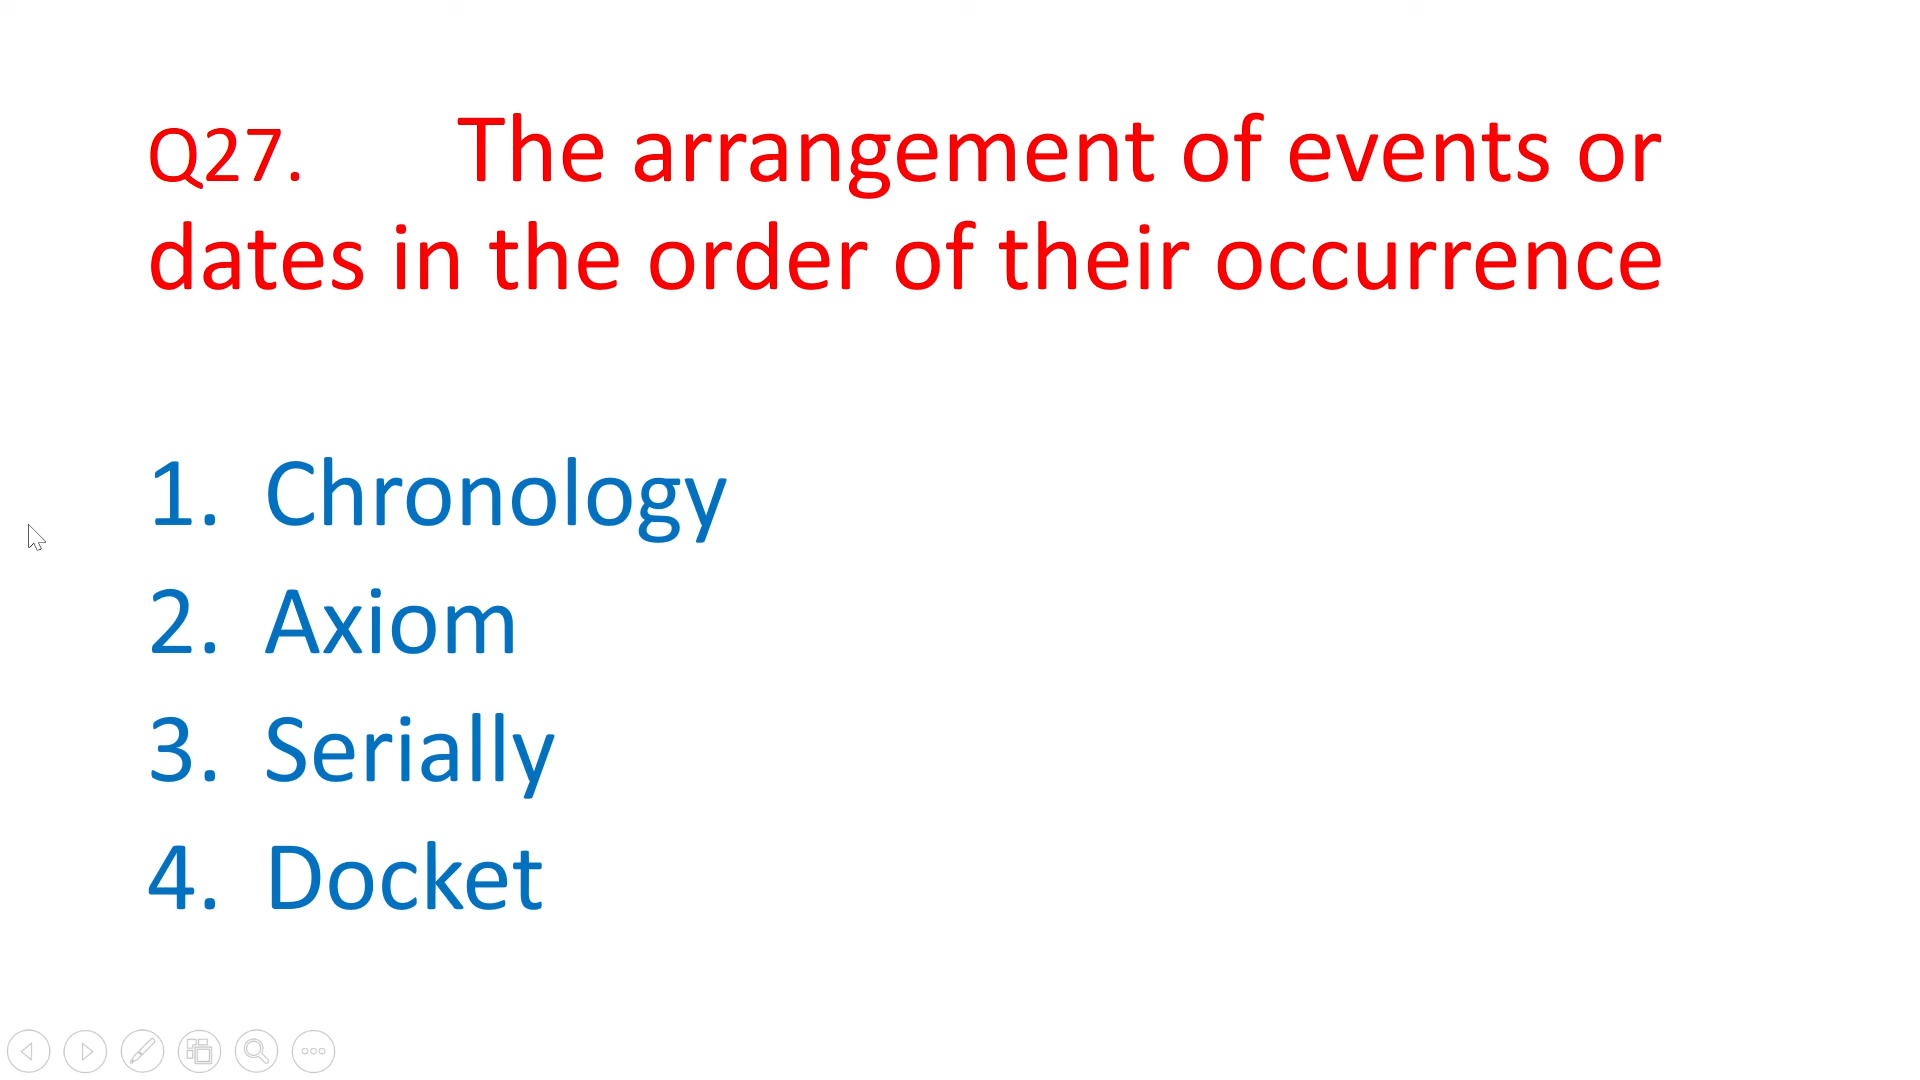 Q27. The arrangement of events or
dates in the order of their occurrence
1. Chronology
2. Axiom
3. Serially
4. Docket